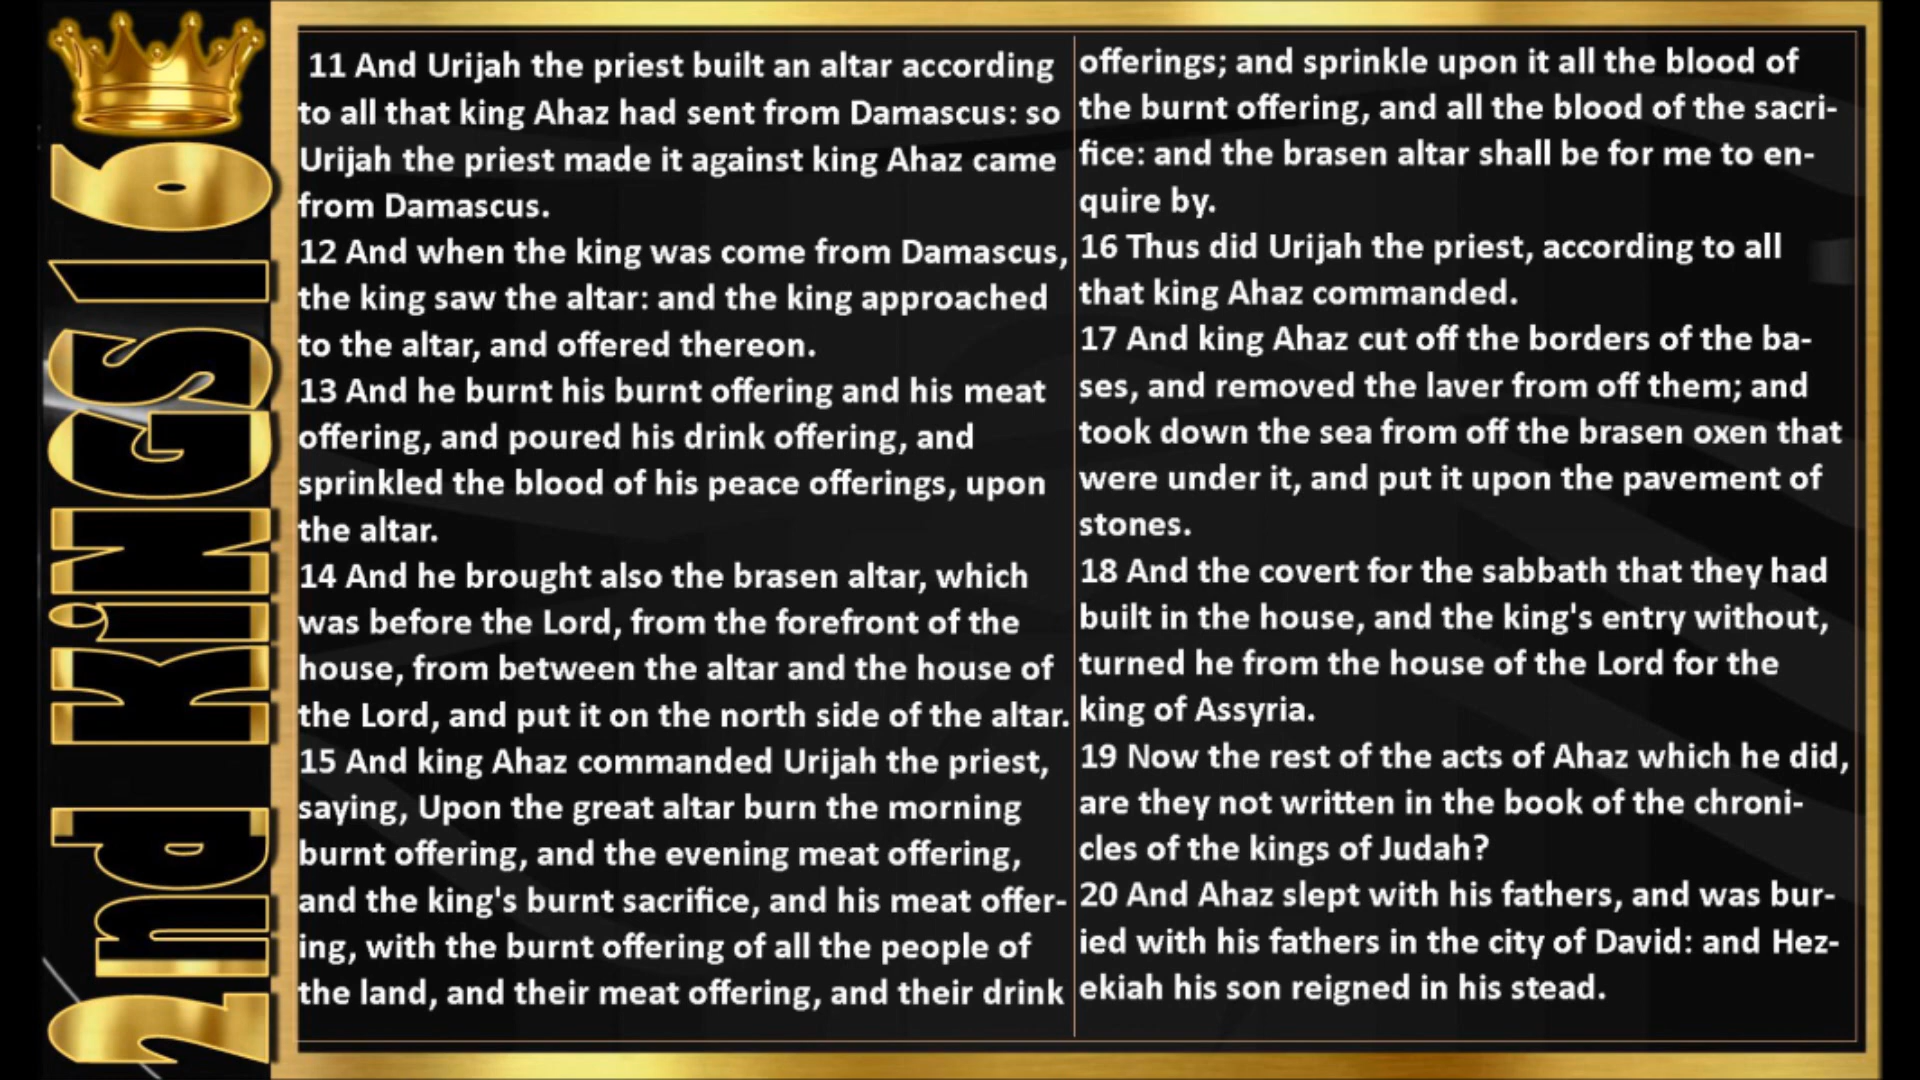 2nd KiNGS 16
11 And Urijah the priest built an altar according
to all that king Ahaz had sent from Damascus: so
Urijah the priest made it against king Ahaz came
from Damascus.
12 And when the king was come from Damascus,
the king saw the altar: and the king approached
to the altar, and offered thereon.
13 And he burnt his burnt offering and his meat
offering, and poured his drink offering, and
sprinkled the blood of his peace offerings, upon
the altar.
14 And he brought also the brasen altar, which
was before the Lord, from the forefront of the
house, from between the altar and the house of
the Lord, and put it on the north side of the altar.
15 And king Ahaz commanded Urijah the priest,
saying, Upon the great altar burn the morning
burnt offering, and the evening meat offering,
and the king's burnt sacrifice, and his meat offer-
ing, with the burnt offering of all the people of
the land, and their meat offering, and their drink
offerings; and sprinkle upon it all the blood of
the burnt offering, and all the blood of the sacri-
fice: and the brasen altar shall be for me to en-
quire by.
16 Thus did Urijah the priest, according to all
that king Ahaz commanded.
17 And king Ahaz cut off the borders of the ba-
ses, and removed the laver from off them; and
took down the sea from off the brasen oxen that
were under it, and put it upon the pavement of
stones.
18 And the covert for the sabbath that they had
built in the house, and the king's entry without,
turned he from the house of the Lord for the
king of Assyria.
19 Now the rest of the acts of Ahaz which he did,
are they not written in the book of the chroni-
cles of the kings of Judah?
20 And Ahaz slept with his fathers, and was bur-
ied with his fathers in the city of David: and Hez-
ekiah his son reigned in his stead.